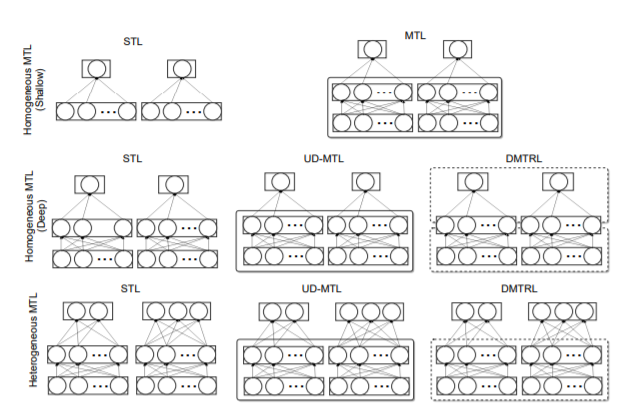 STL
MTL
Homogeneous MTL
(Shallow)
STL
UD-MTL
DMTRL
Homogeneous MTL
(Deep)
STL
UD-MTL
DMTRL
Heterogeneous MTL